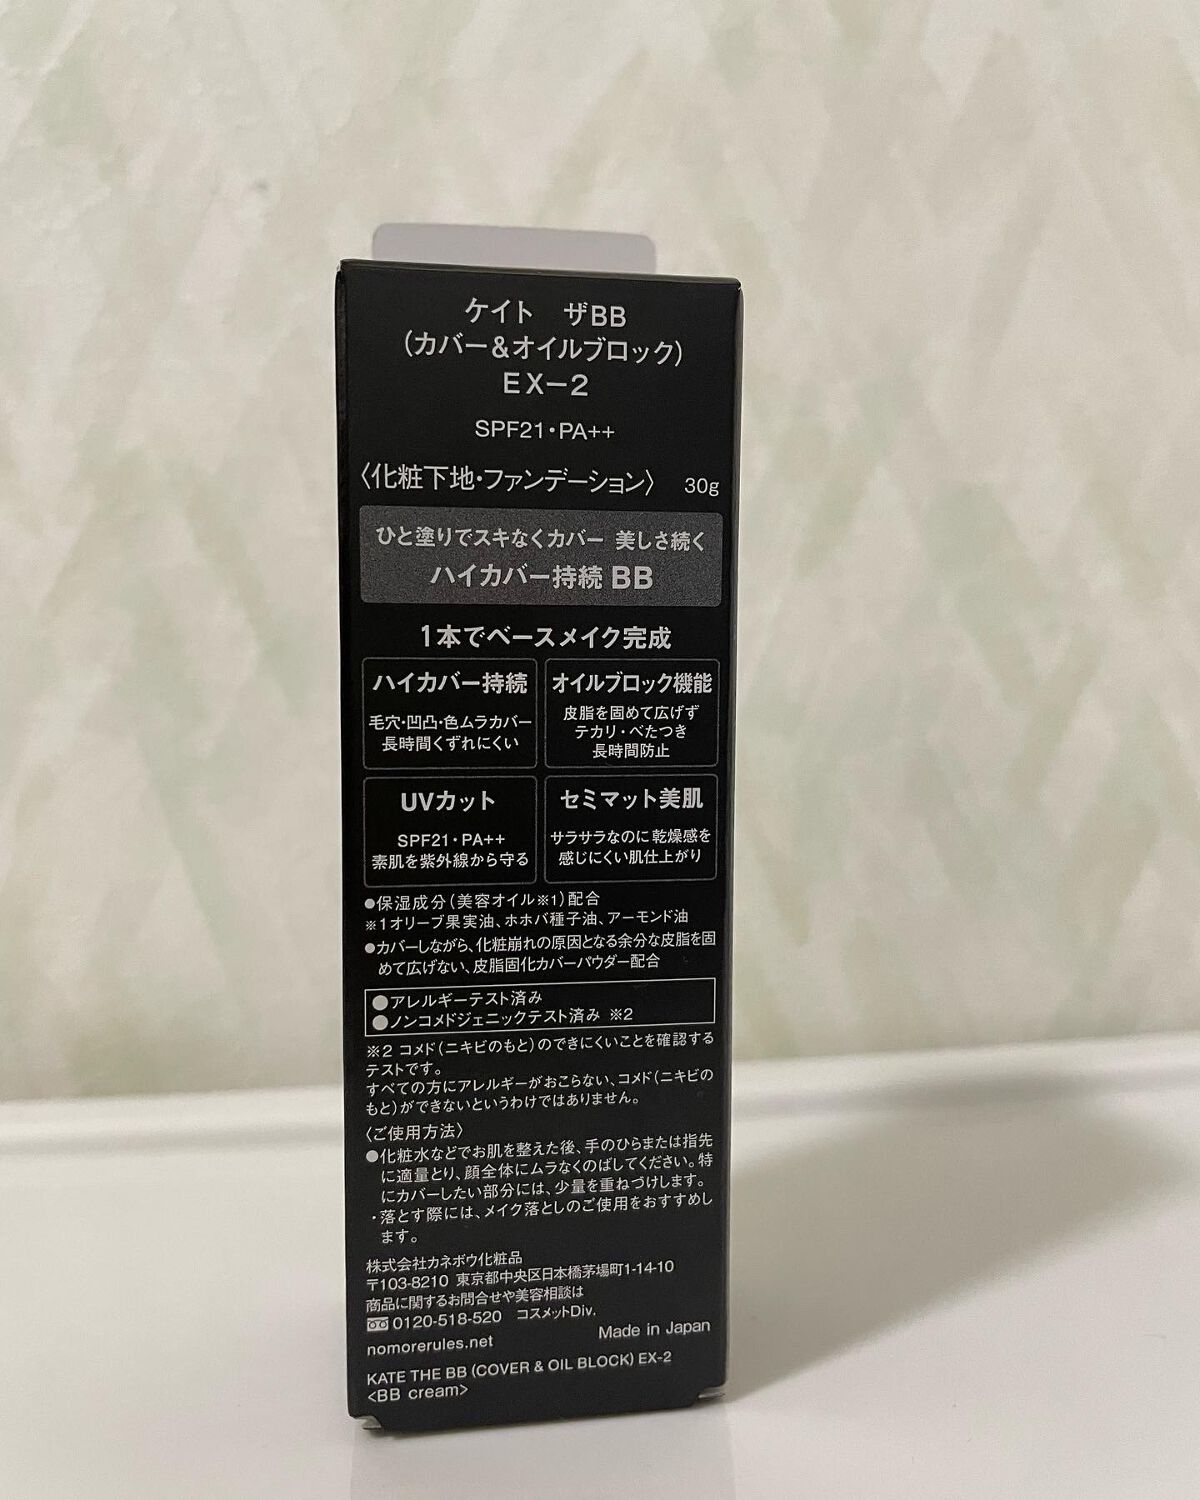 ケイト ザBB
(カバー&オイルブロック)
EX-2
SPF21・PA++
〈化粧下地・ファンデーション〉 30g
ひと塗りでスキなくカバー 美しさ続く
ハイカバー持続 BB
1本でベースメイク完成
ハイカバー持続
毛穴・凹凸・色ムラカバー
長時間くずれにくい
オイルブロック機能
皮脂を固めて広げず
テカリ・べたつき
長時間防止
UVカット
SPF21・PA++
素肌を紫外線から守る
セミマット美肌
サラサラなのに乾燥感を
感じにくい肌仕上がり
●保湿成分(美容オイル※1)配合
※1オリーブ果実油、ホホバ種子油、アーモンド油
●カバーしながら、化粧崩れの原因となる余分な皮脂を固
めて広げない、皮脂固化カバーパウダー配合
●アレルギーテスト済み
●ノンコメドジェニックテスト済み ※2
※2 コメド(ニキビのもと)のできにくいことを確認する
テストです。
すべての方にアレルギーがおこらない、コメド(ニキビの
もと)ができないというわけではありません。
〈ご使用方法〉
●化粧水などでお肌を整えた後、手のひらまたは指先
に適量とり、顔全体にムラなくのばしてください。特
にカバーしたい部分には、少量を重ねづけします。
・落とす際には、メイク落としのご使用をおすすめし
ます。
株式会社カネボウ化粧品
〒103-8210 東京都中央区日本橋茅場町1-14-10
商品に関するお問合せや美容相談は
0120-518-520 コスメットDiv.
nomorerules.net Made in Japan
KATE THE BB (COVER & OIL BLOCK) EX-2
<BB cream>